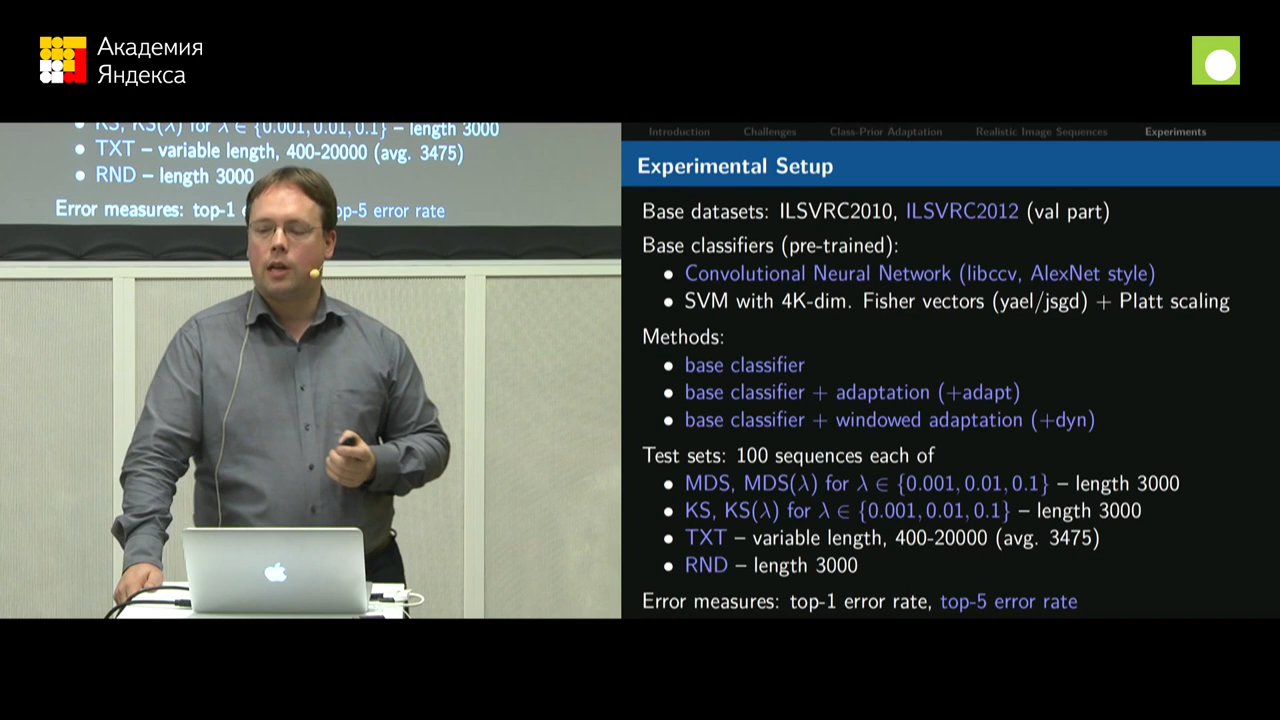 Академия
Яндекса
KS, KS(λ) for λ ∈ {0.001, 0.01, 0.1} – length 3000
• TXT – variable length, 400-20000 (avg. 3475)
• RND – length 3000
Error measures: top-1 error rate
Introduction Challenges Class-Prior Adaptation Realistic Image Sequences Experiments
Experimental Setup
Base datasets: ILSVRC2010, ILSVRC2012 (val part)
Base classifiers (pre-trained):
• Convolutional Neural Network (libccv, AlexNet style)
• SVM with 4K-dim. Fisher vectors (yael/jsgd) + Platt scaling
Methods:
• base classifier
• base classifier + adaptation (+adapt)
• base classifier + windowed adaptation (+dyn)
Test sets: 100 sequences each of
• MDS, MDS(λ) for λ ∈ {0.001, 0.01, 0.1} – length 3000
• KS, KS(λ) for λ ∈ {0.001, 0.01, 0.1} – length 3000
• TXT – variable length, 400-20000 (avg. 3475)
• RND – length 3000
Error measures: top-1 error rate, top-5 error rate